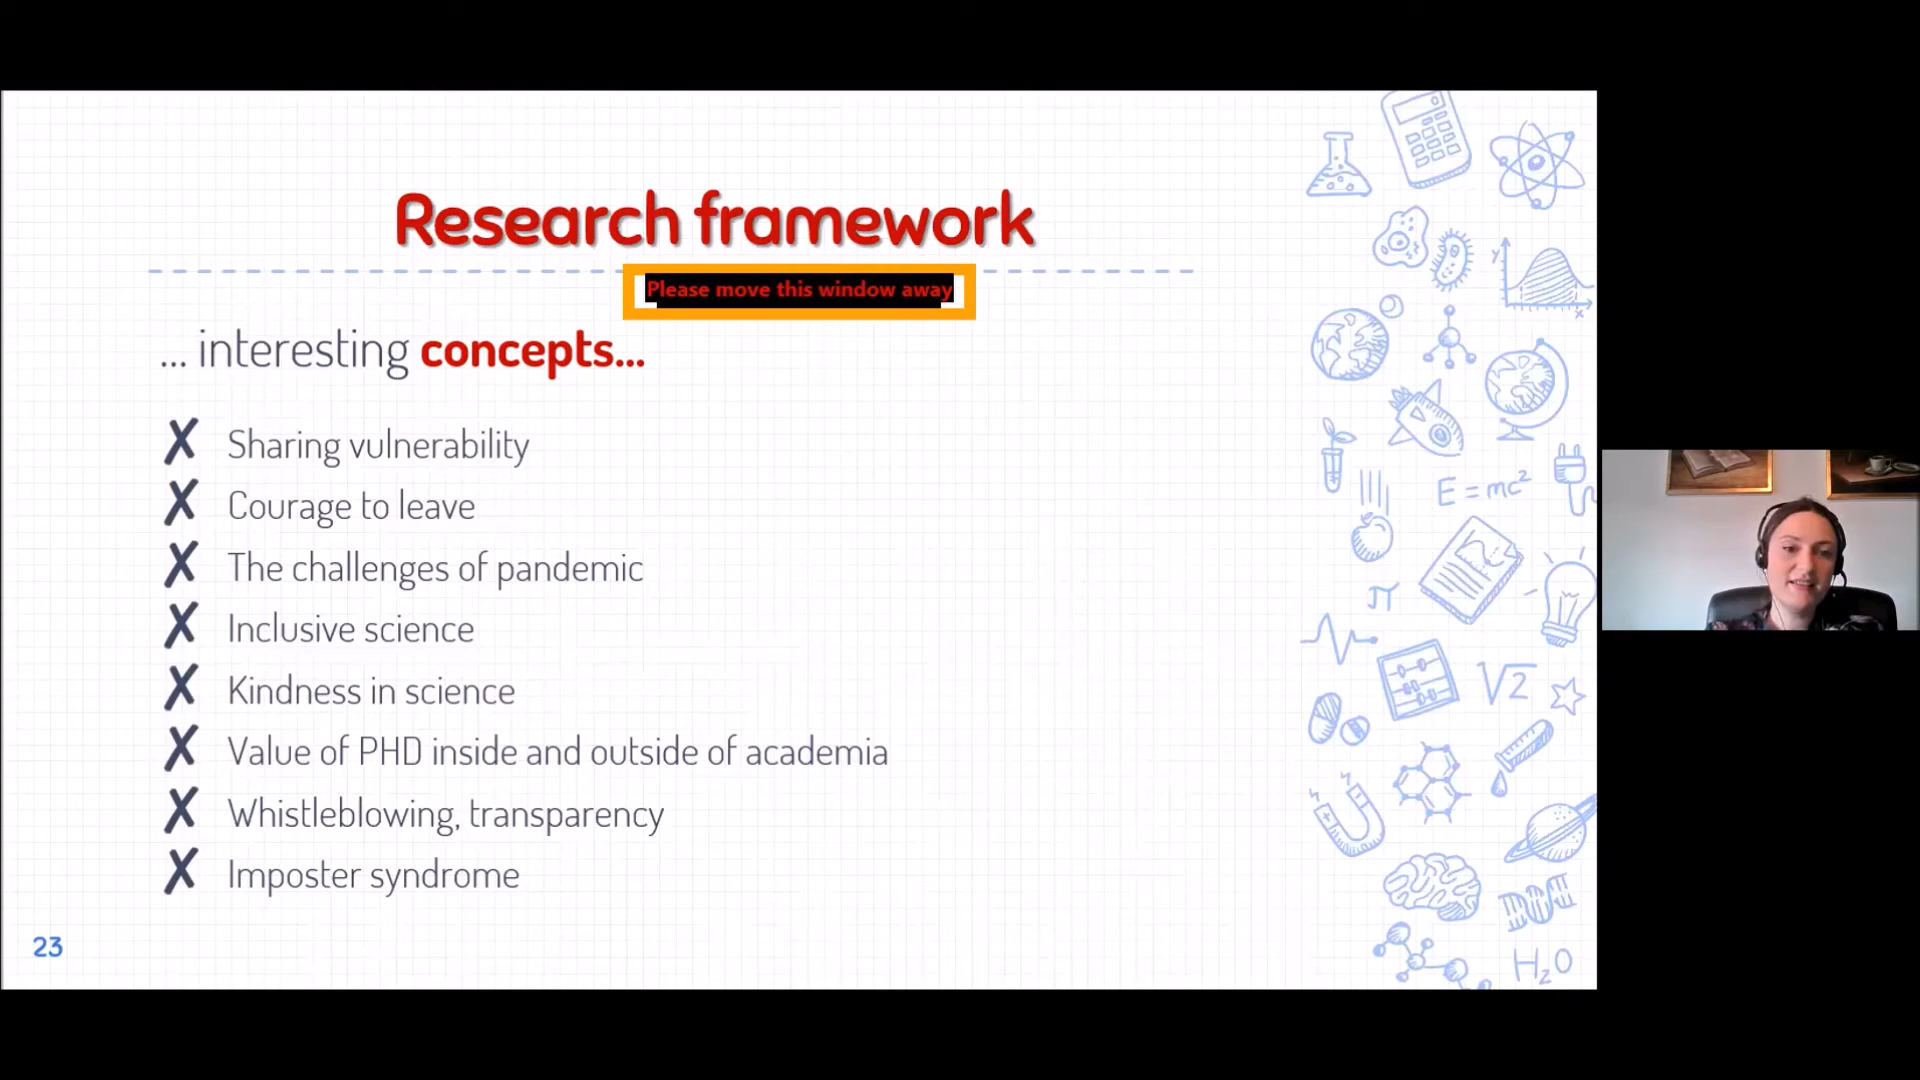 Research framework
Please move this window away
... interesting concepts...
✗ Sharing vulnerability
✗ Courage to leave
✗ The challenges of pandemic
✗ Inclusive science
✗ Kindness in science
✗ Value of PHD inside and outside of academia
✗ Whistleblowing, transparency
✗ Imposter syndrome
23
y
x
E=mc²
π
√2
H₂O